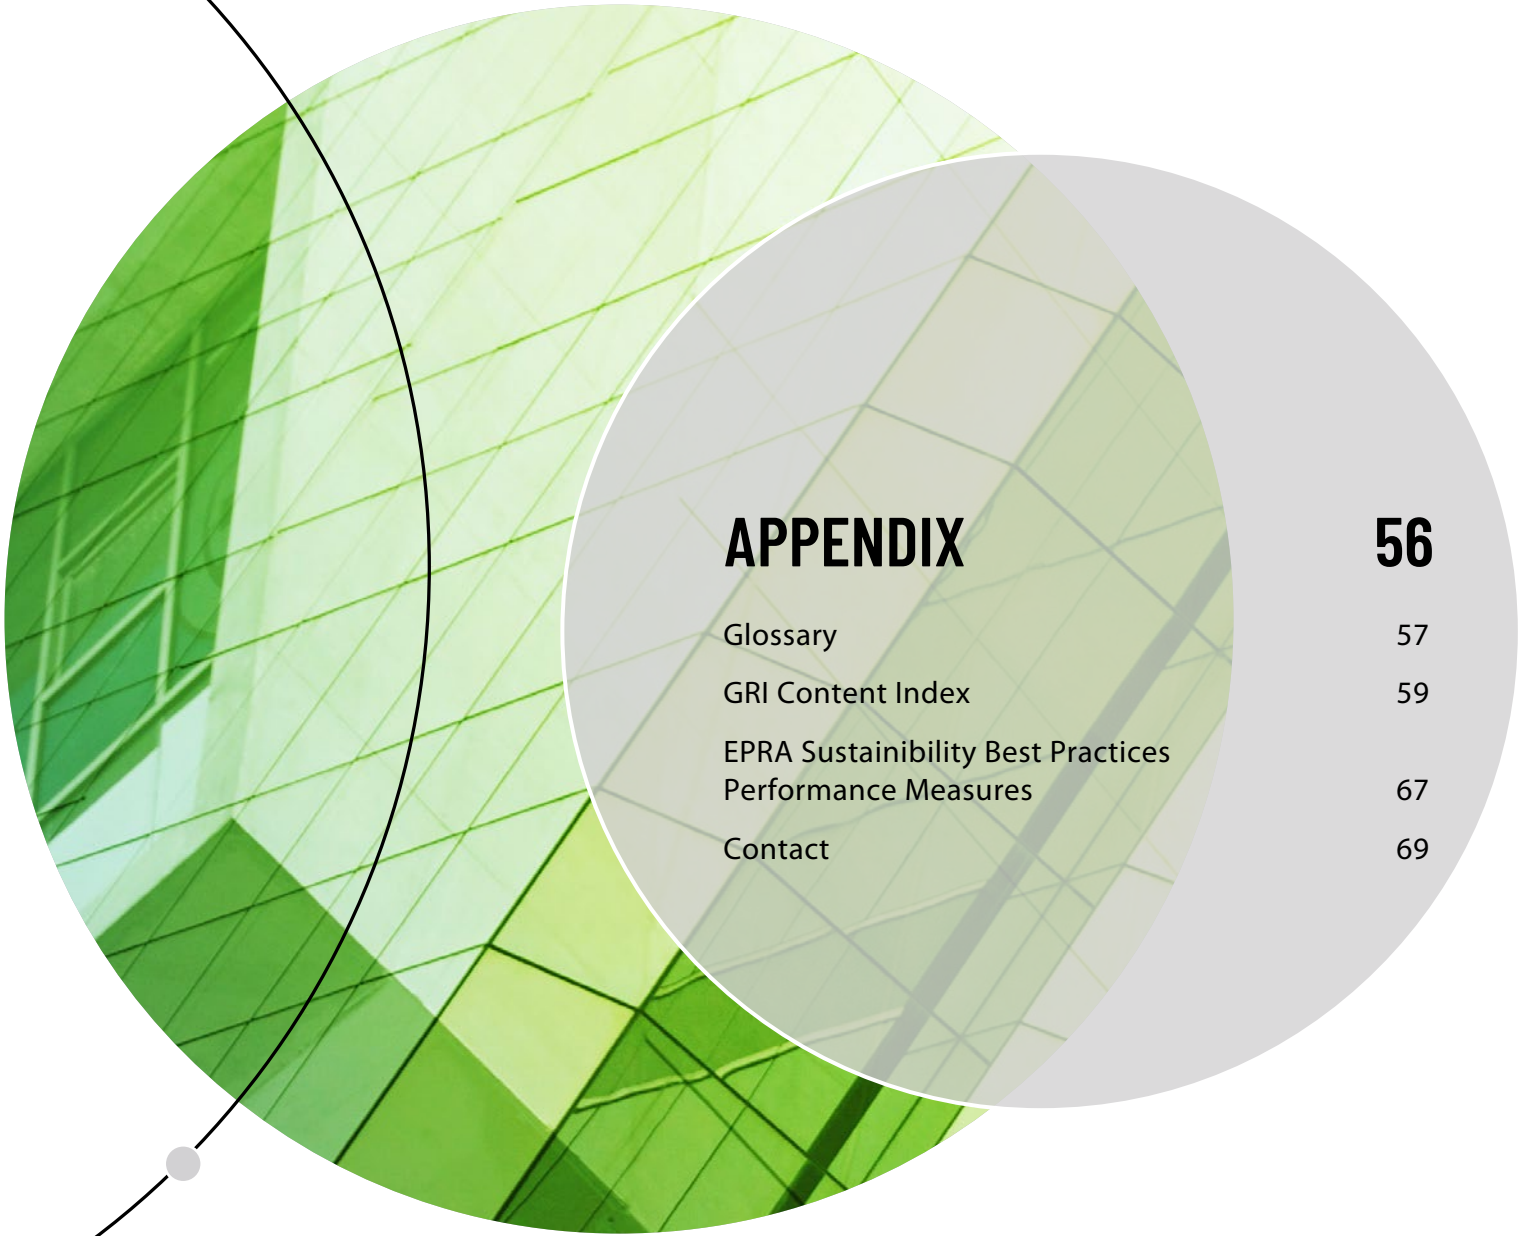 APPENDIX 56
Glossary 57
GRI Content Index 59
EPRA Sustainibility Best Practices
Performance Measures 67
Contact 69